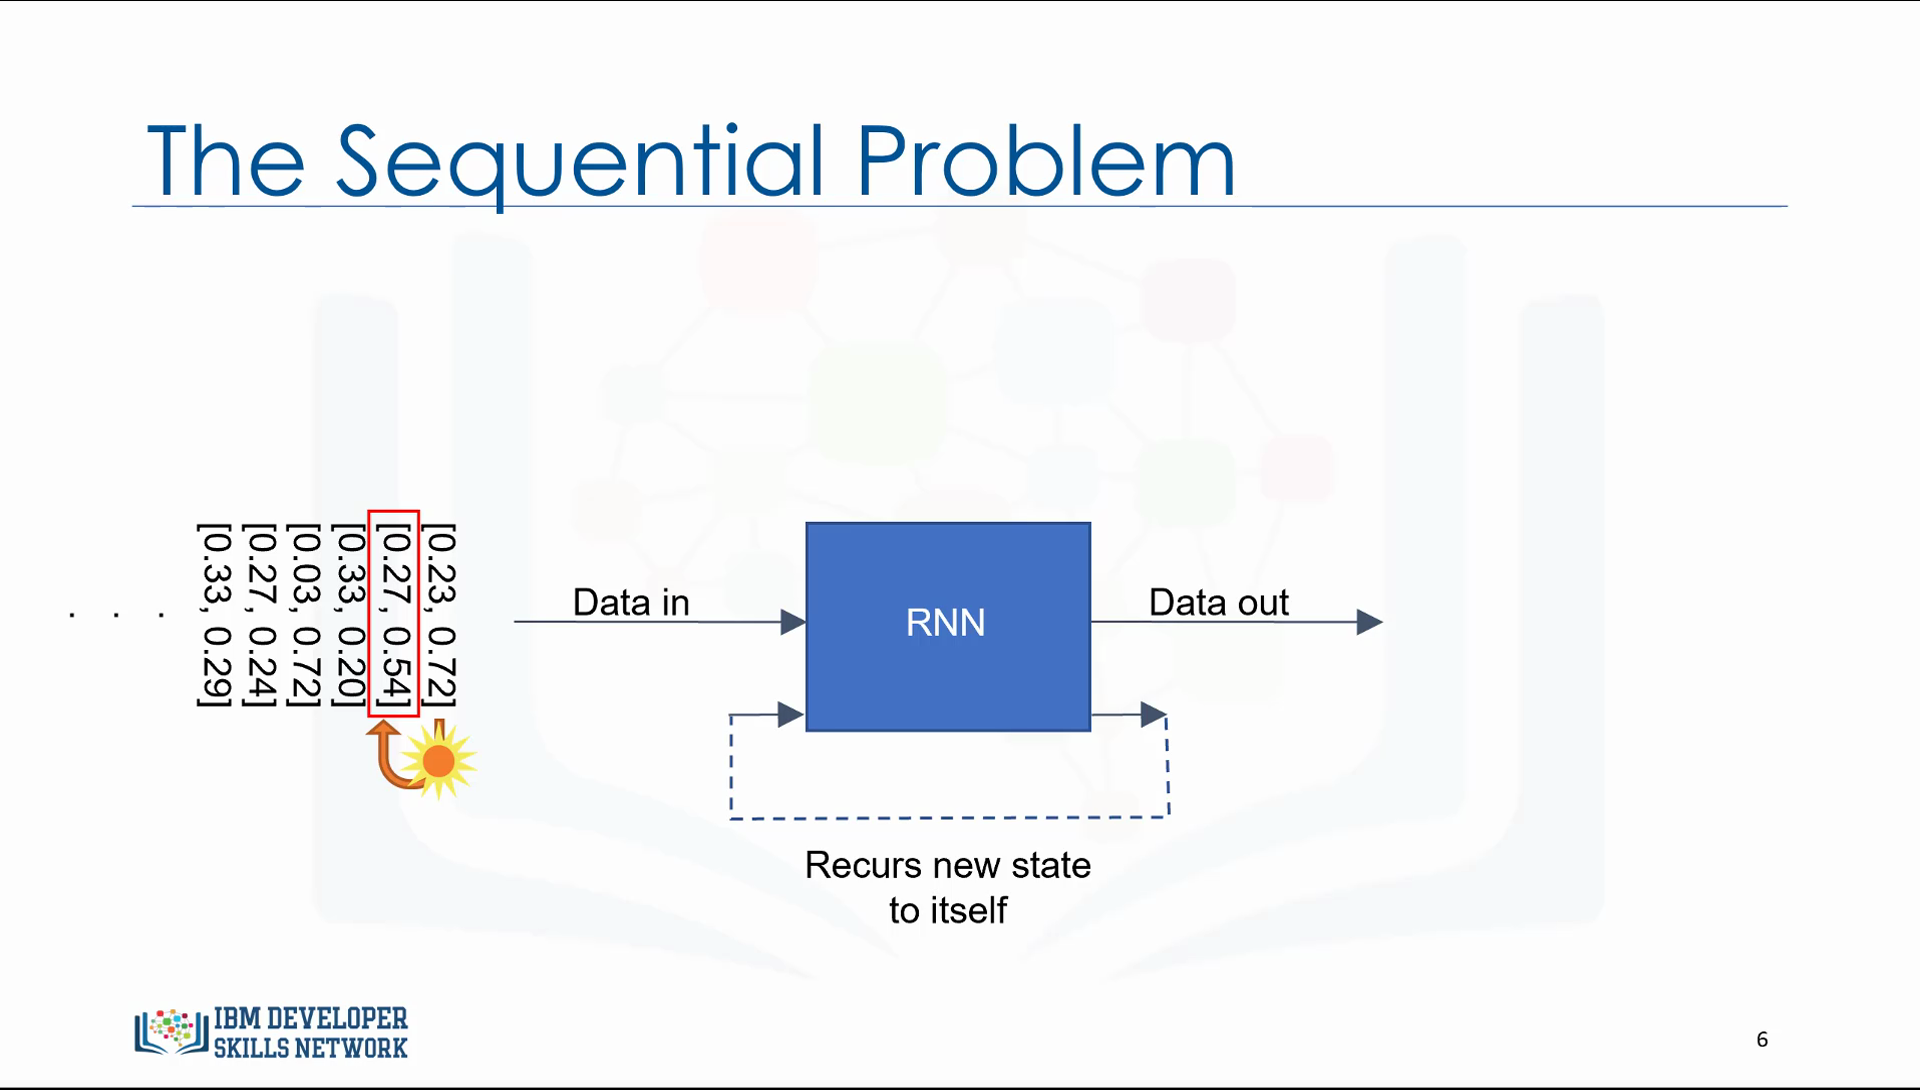 The Sequential Problem
. . .
[0.33, 0.29]
[0.27, 0.24]
[0.03, 0.72]
[0.33, 0.20]
[0.27, 0.54]
[0.23, 0.72]
Data in
RNN
Data out
Recurs new state
to itself
IBM DEVELOPER
SKILLS NETWORK
6